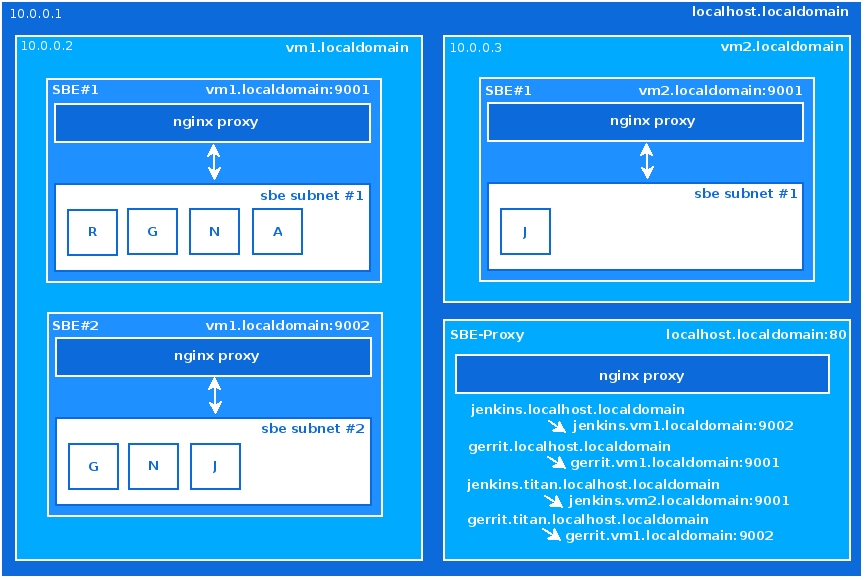 10.0.0.1
localhost.localdomain
10.0.0.2
vm1.localdomain
SBE#1
vm1.localdomain:9001
nginx proxy
sbe subnet #1
R
G
N
A
SBE#2
vm1.localdomain:9002
nginx proxy
sbe subnet #2
G
N
J
10.0.0.3
vm2.localdomain
SBE#1
vm2.localdomain:9001
nginx proxy
sbe subnet #1
J
SBE-Proxy
localhost.localdomain:80
nginx proxy
jenkins.localhost.localdomain
jenkins.vm1.localdomain:9002
gerrit.localhost.localdomain
gerrit.vm1.localdomain:9001
jenkins.titan.localhost.localdomain
jenkins.vm2.localdomain:9001
gerrit.titan.localhost.localdomain
gerrit.vm1.localdomain:9002